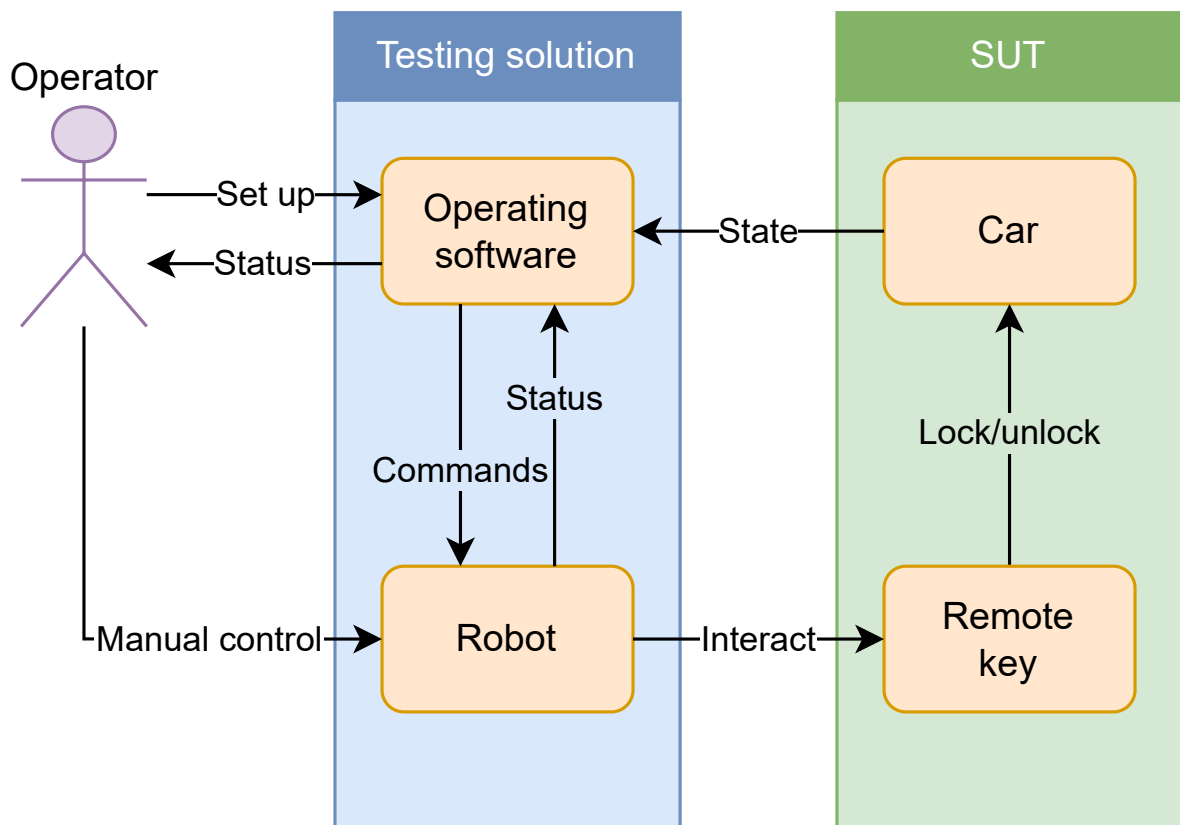 Testing solution
SUT
Operator
Set up
Operating
software
Status
State
Car
Status
Commands
Lock/unlock
Manual control
Robot
Interact
Remote
key